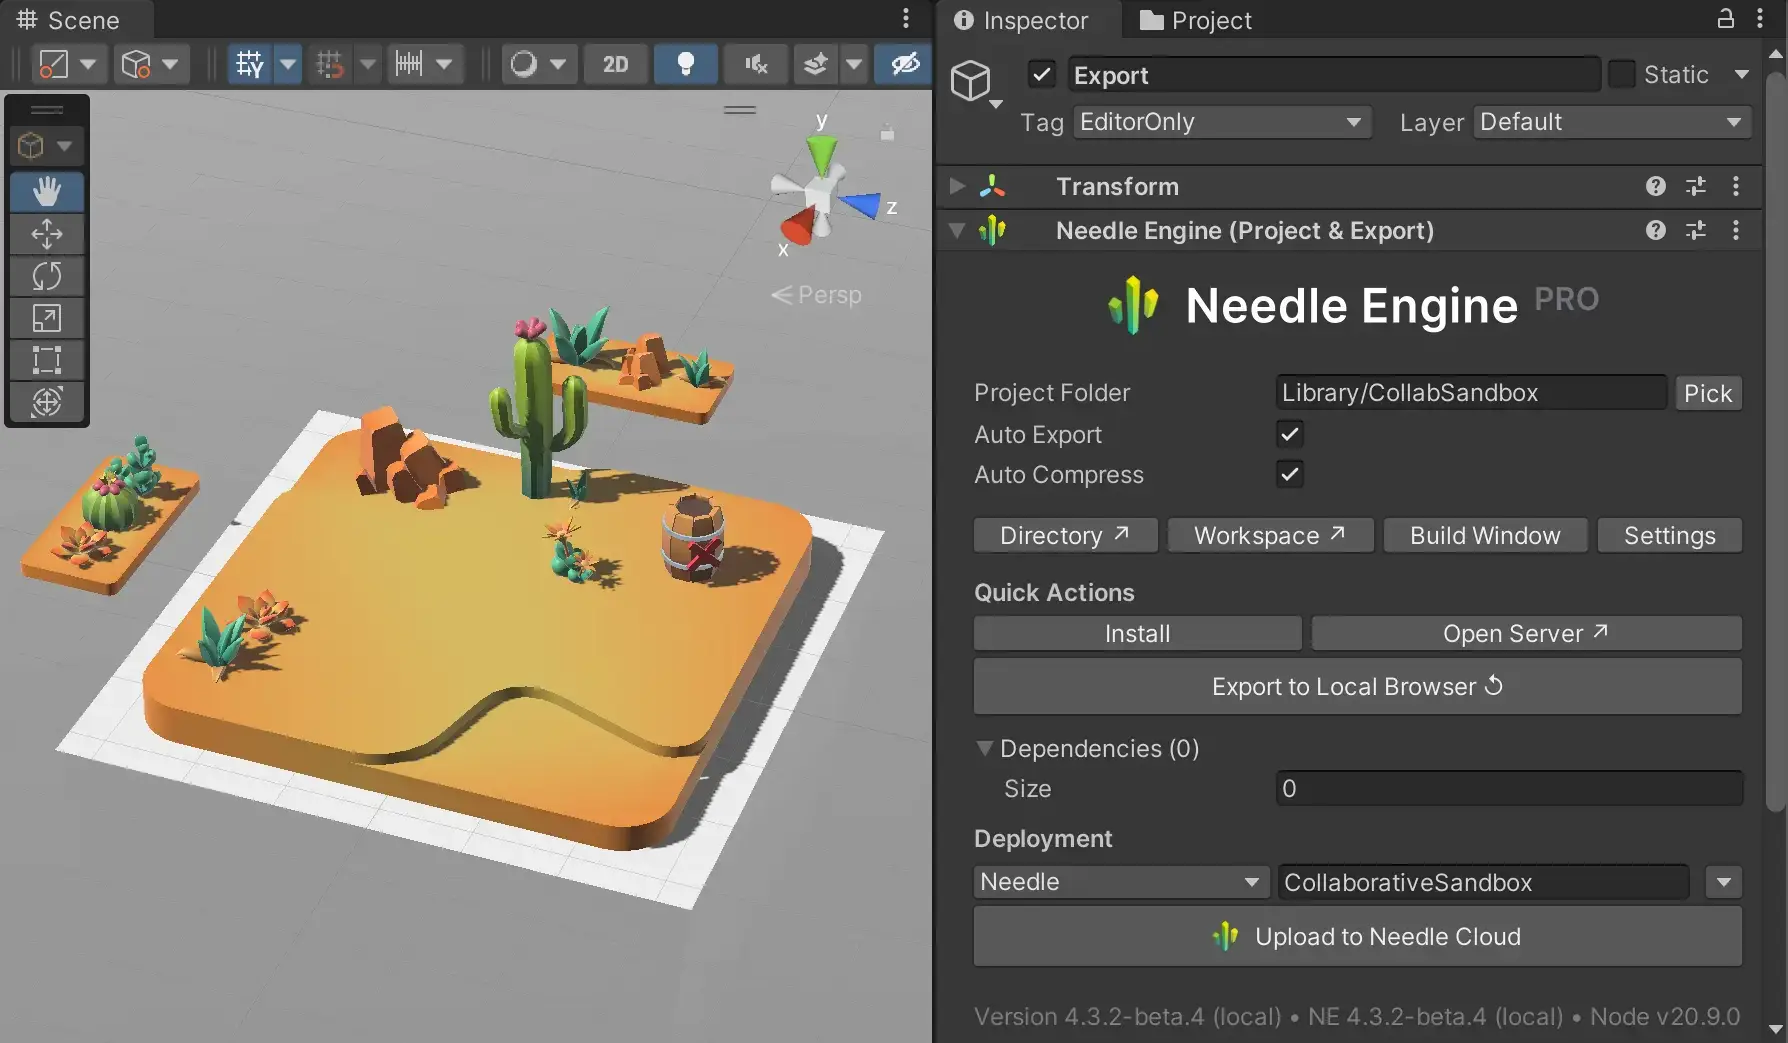 Scene
2D
y
z
x
Persp
Inspector
Project
Export
Static
Tag
EditorOnly
Layer
Default
Transform
Needle Engine (Project & Export)
Needle Engine PRO
Project Folder
Library/CollabSandbox
Pick
Auto Export
Auto Compress
Directory ↗
Workspace ↗
Build Window
Settings
Quick Actions
Install
Open Server ↗
Export to Local Browser
Dependencies (0)
Size
0
Deployment
Needle
CollaborativeSandbox
Upload to Needle Cloud
Version 4.3.2-beta.4 (local) • NE 4.3.2-beta.4 (local) • Node v20.9.0